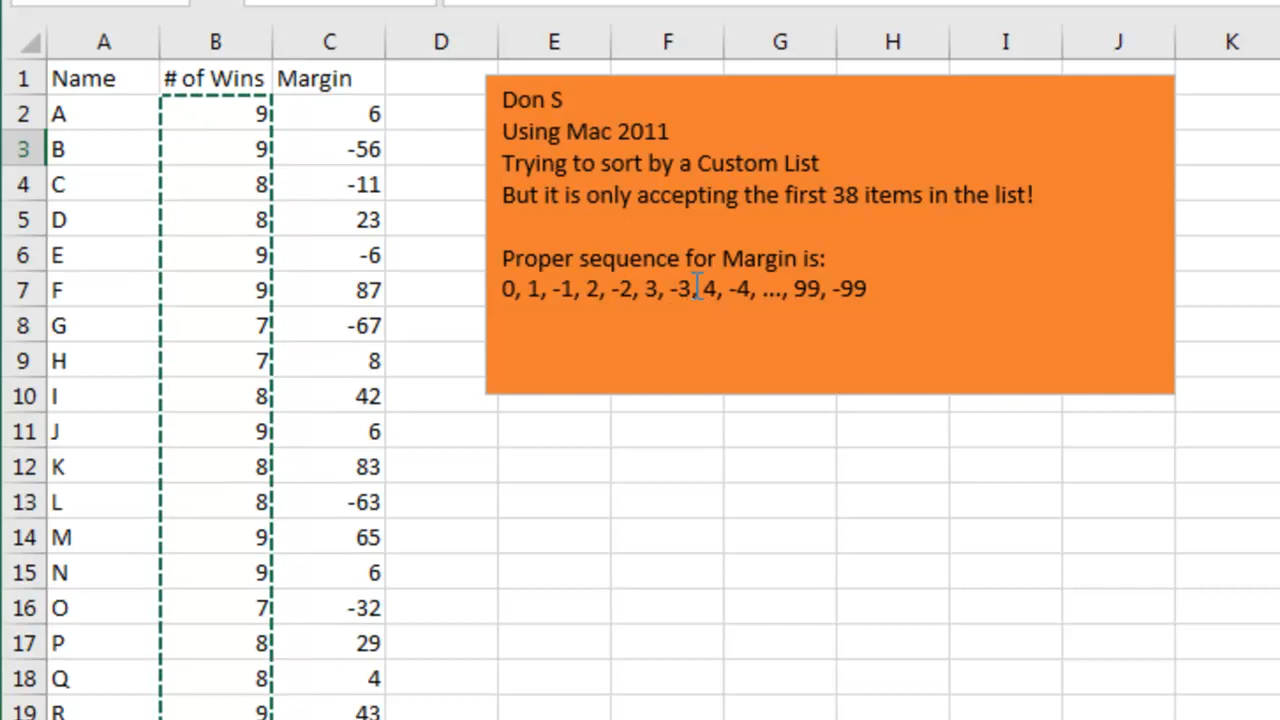 A B C D E F G H I J K
1 Name # of Wins Margin
2 A 9 6
3 B 9 -56
4 C 8 -11
5 D 8 23
6 E 9 -6
7 F 9 87
8 G 7 -67
9 H 7 8
10 I 8 42
11 J 9 6
12 K 8 83
13 L 8 -63
14 M 9 65
15 N 9 6
16 O 7 -32
17 P 8 29
18 Q 8 4
19 R 9 43
Don S
Using Mac 2011
Trying to sort by a Custom List
But it is only accepting the first 38 items in the list!
Proper sequence for Margin is:
0, 1, -1, 2, -2, 3, -3, 4, -4, ..., 99, -99